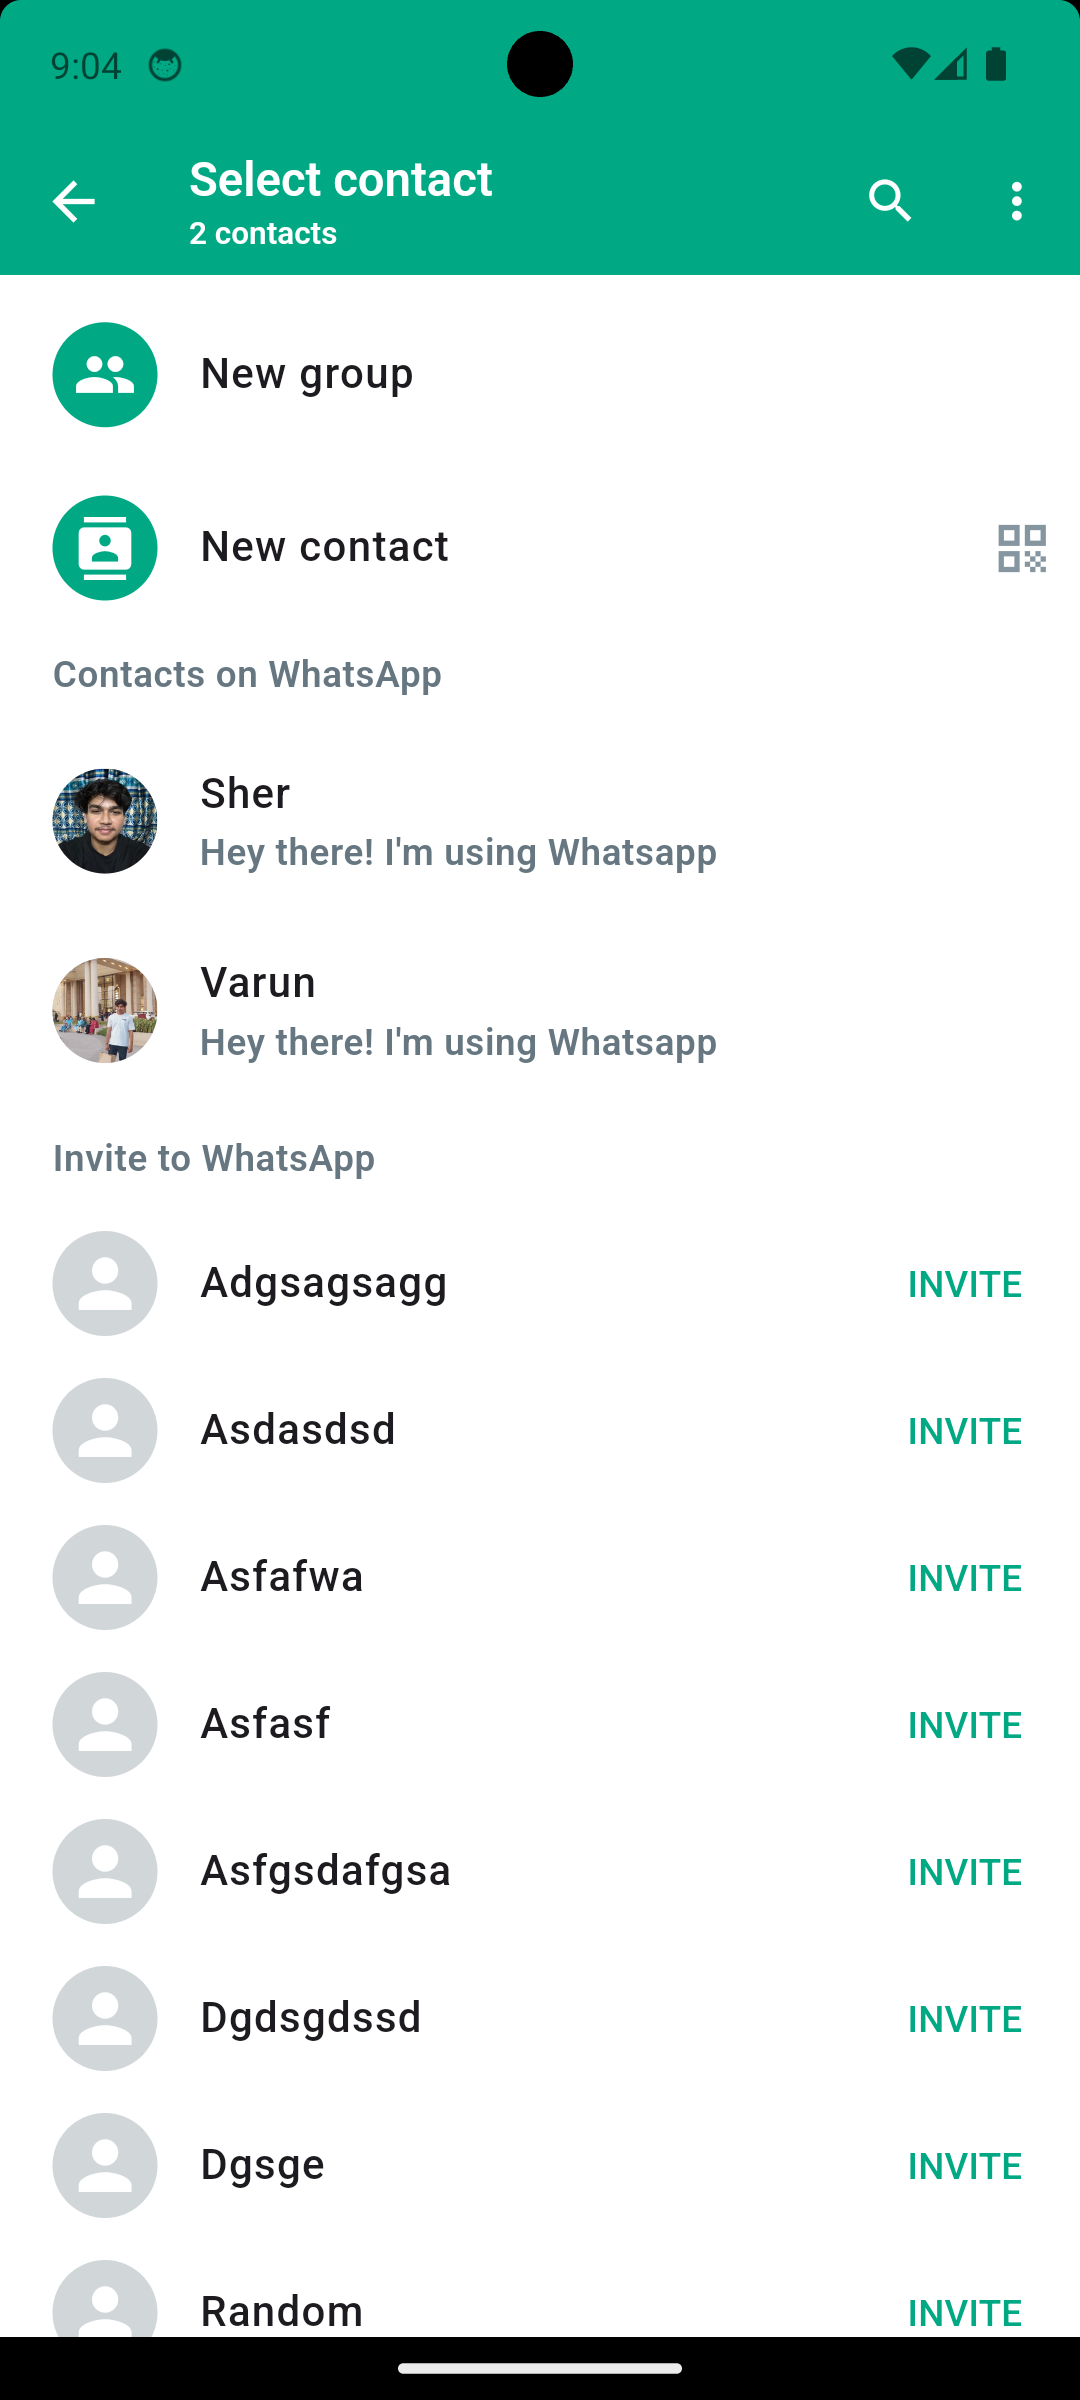 9:04
Select contact
2 contacts
New group
New contact
Contacts on WhatsApp
Sher
Hey there! I'm using Whatsapp
Varun
Hey there! I'm using Whatsapp
Invite to WhatsApp
Adgsagsagg INVITE
Asdasdsd INVITE
Asfafwa INVITE
Asfasf INVITE
Asfgsdafgsa INVITE
Dgdsgdssd INVITE
Dgsge INVITE
Random INVITE